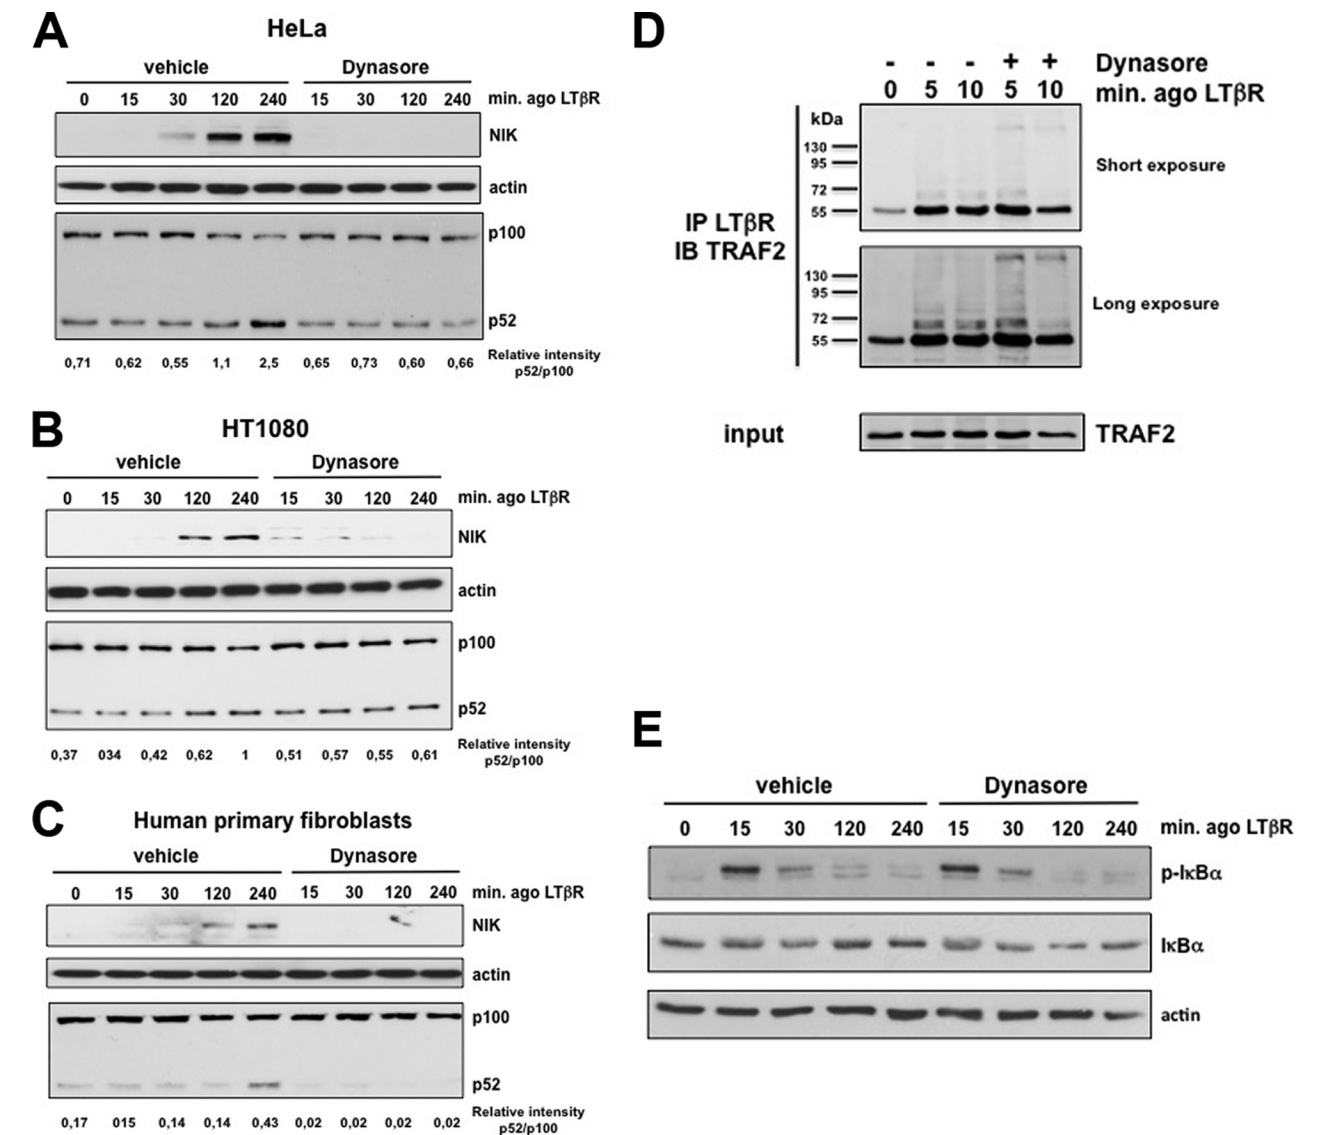 A
HeLa
vehicle Dynasore
0 15 30 120 240 15 30 120 240 min. ago LTβR
NIK
actin
p100
p52
0,71 0,62 0,55 1,1 2,5 0,65 0,73 0,60 0,66 Relative intensity
p52/p100
B
HT1080
vehicle Dynasore
0 15 30 120 240 15 30 120 240 min. ago LTβR
NIK
actin
p100
p52
0,37 034 0,42 0,62 1 0,51 0,57 0,55 0,61 Relative intensity
p52/p100
C
Human primary fibroblasts
vehicle Dynasore
0 15 30 120 240 15 30 120 240 min. ago LTβR
NIK
actin
p100
p52
0,17 015 0,14 0,14 0,43 0,02 0,02 0,02 0,02 Relative intensity
p52/p100
D
- - - + + Dynasore
0 5 10 5 10 min. ago LTβR
kDa
130
95
72
55
Short exposure
IP LTβR
IB TRAF2
130
95
72
55
Long exposure
input TRAF2
E
vehicle Dynasore
0 15 30 120 240 15 30 120 240 min. ago LTβR
p-IκBα
IκBα
actin